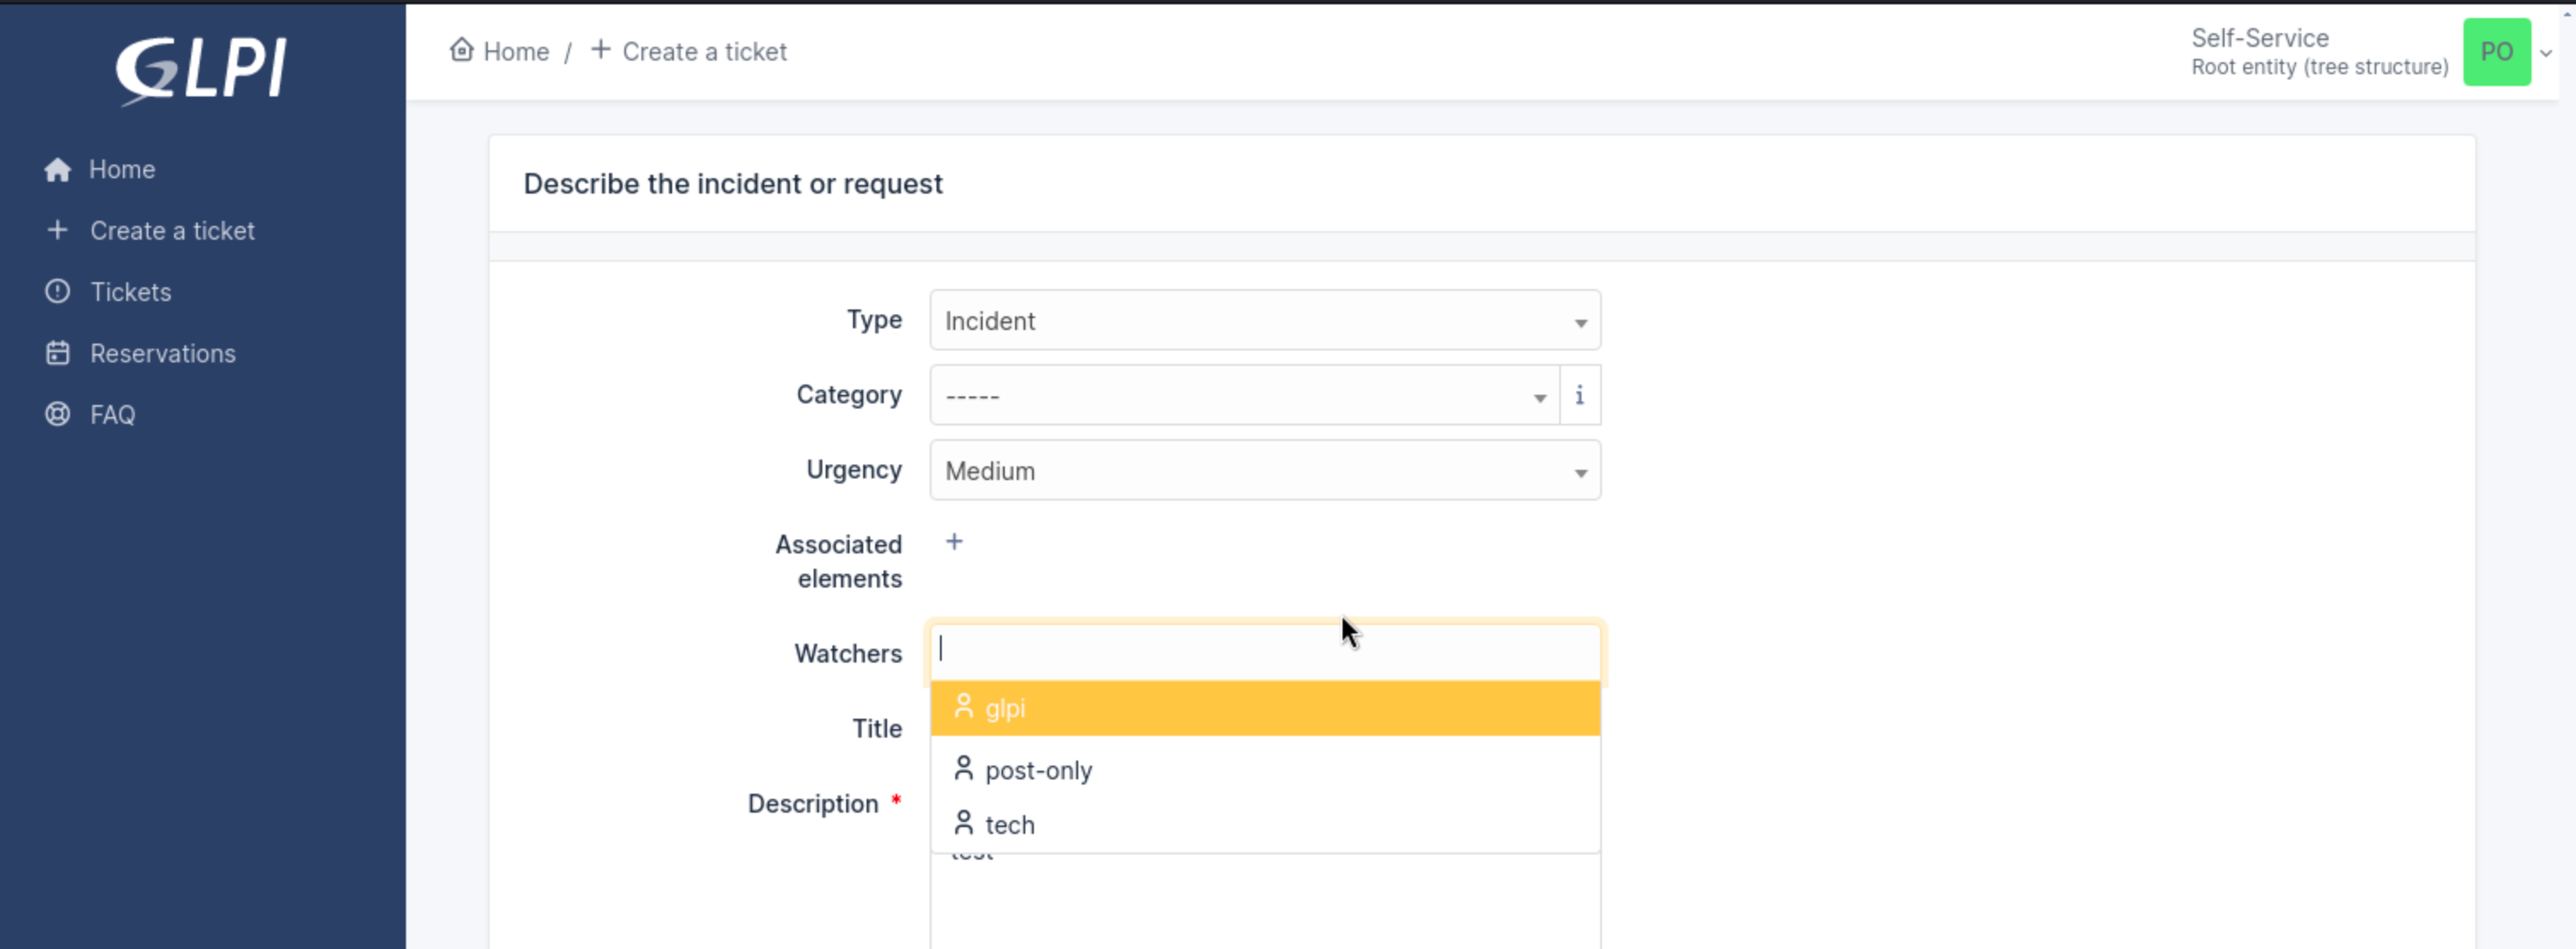 GLPI
Home / + Create a ticket
Self-Service
Root entity (tree structure)
PO
Home
Create a ticket
Tickets
Reservations
FAQ
Describe the incident or request
Type Incident
Category ----- i
Urgency Medium
Associated elements +
Watchers
glpi
Title
post-only
Description *
tech
test